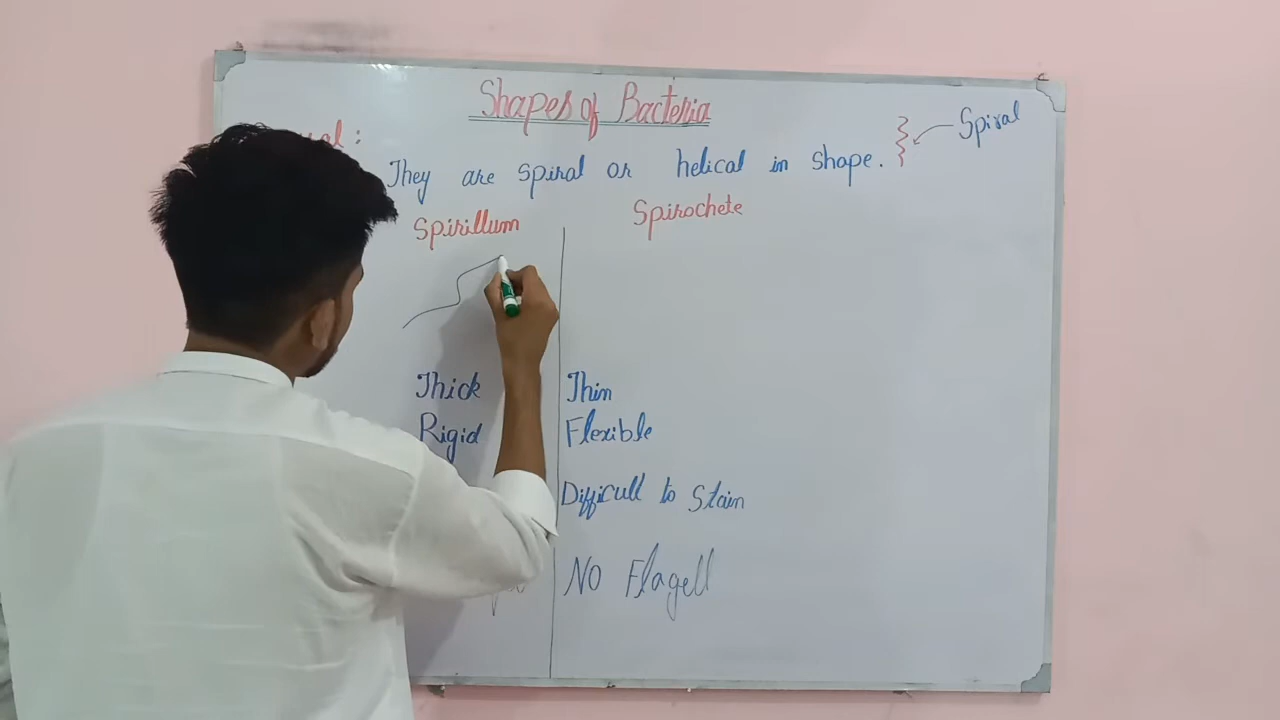 Shapes of Bacteria
They are spiral or helical in shape.
Spiral
Spirillum
Spirochete
Thick
Thin
Rigid
Flexible
Difficult to Stain
NO Flagell